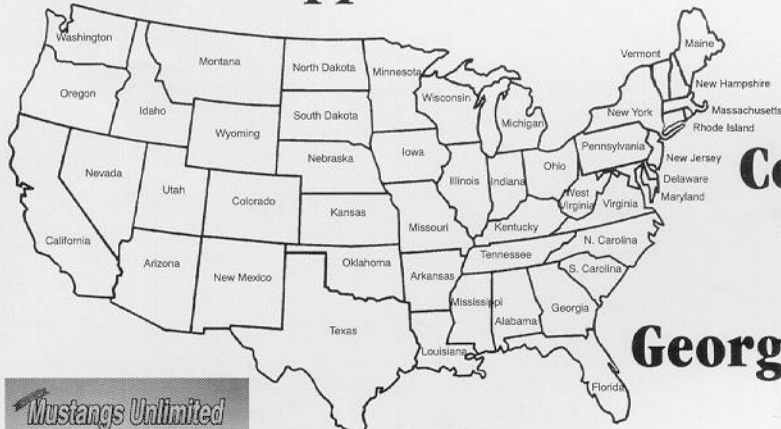 Washington
Montana
North Dakota
Minnesota
Vermont
Maine
Oregon
Idaho
South Dakota
Wisconsin
Michigan
New York
New Hampshire
Massachusetts
Rhode Island
Wyoming
Nebraska
Iowa
Pennsylvania
New Jersey
Nevada
Utah
Colorado
Kansas
Illinois
Indiana
Ohio
West
Virginia
Virginia
Delaware
Maryland
California
Missouri
Kentucky
N. Carolina
Arizona
New Mexico
Oklahoma
Arkansas
Tennessee
S. Carolina
Texas
Mississippi
Alabama
Georgia
Louisiana
Florida
Georg
Mustangs Unlimited